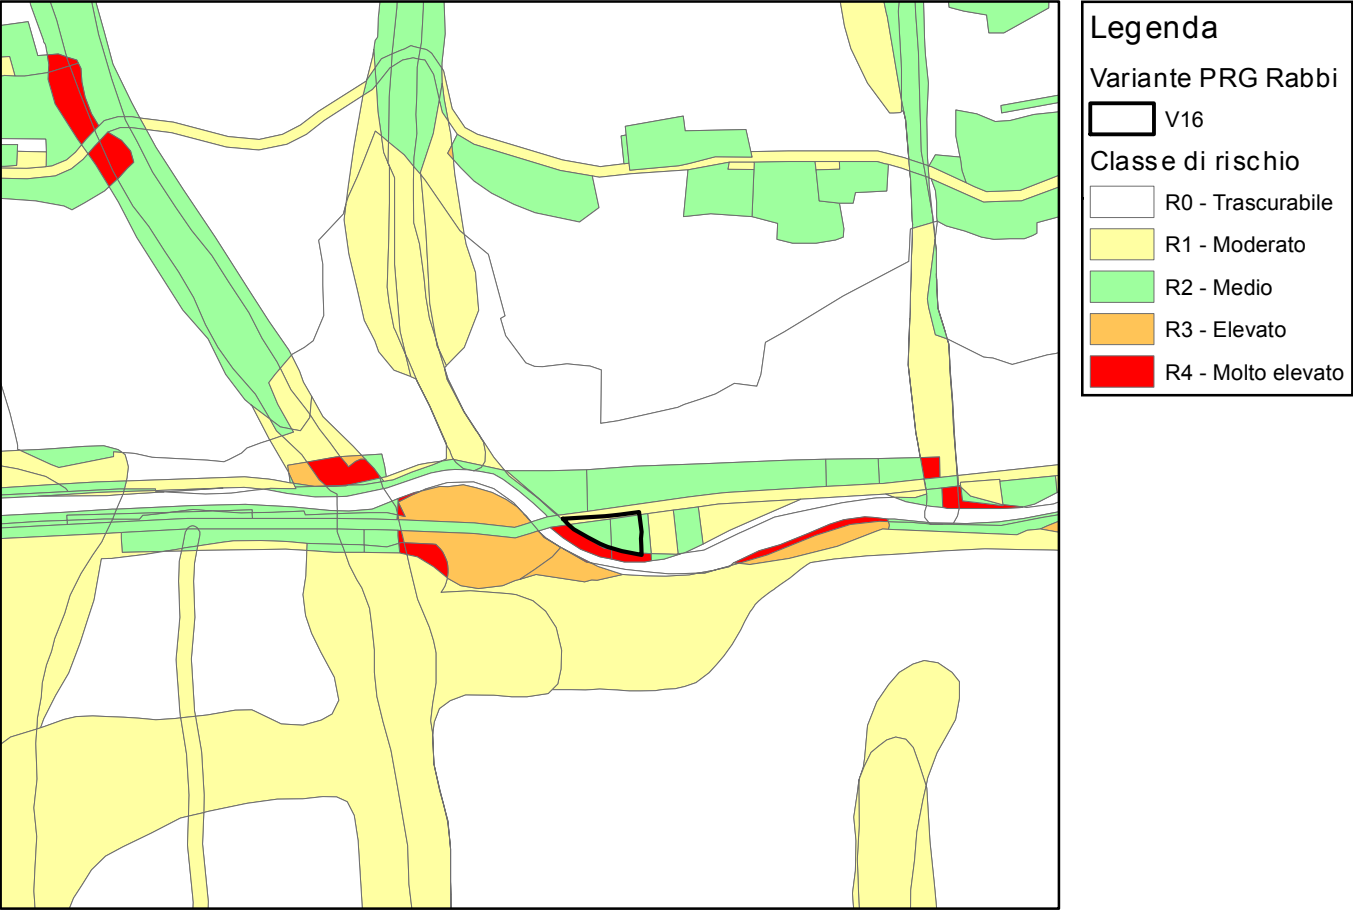 Legenda
Variante PRG Rabbi
V16
Classe di rischio
R0 - Trascurabile
R1 - Moderato
R2 - Medio
R3 - Elevato
R4 - Molto elevato